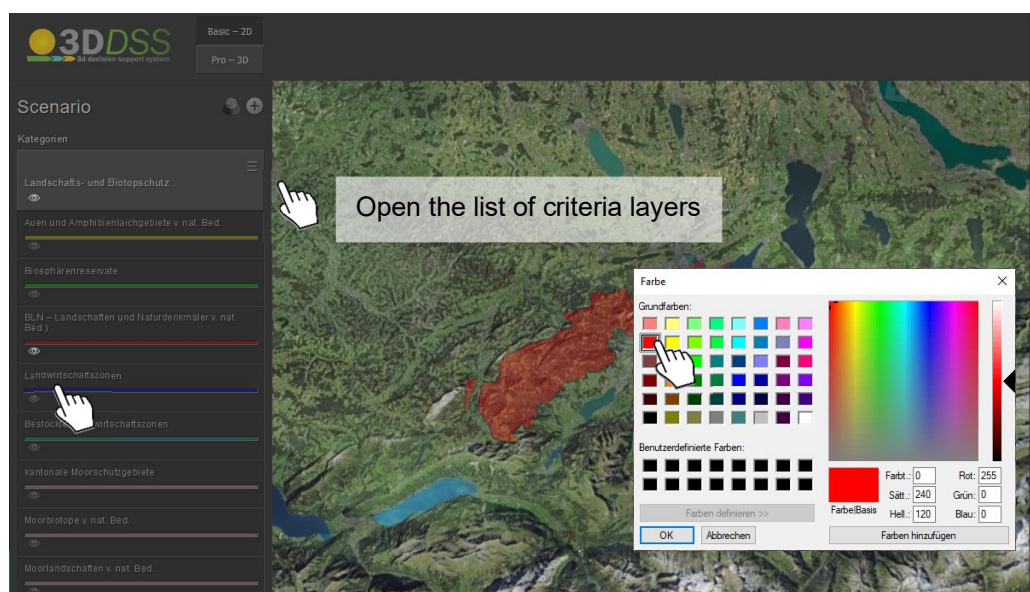 3DDSS
3d decision support system
Basic – 2D
Pro – 3D
Scenario
Kategorien
Landschafts- und Biotopschutz
Auen und Amphibienlaichgebiete v. nat. Bed.
Biosphärenreservate
BLN – Landschaften und Naturdenkmäler v. nat.
Bed.)
Landwirtschaftszonen
kantonale Moorschutzgebiete
Moorbiotope v. nat. Bed.
Moorlandschaften v. nat. Bed.
Open the list of criteria layers
Farbe
Grundfarben:
Benutzerdefinierte Farben:
Farben definieren >>
OK
Abbrechen
Farbe|Basis
Farbt.: 0
Sätt.: 240
Hell.: 120
Rot: 255
Grün: 0
Blau: 0
Farben hinzufügen